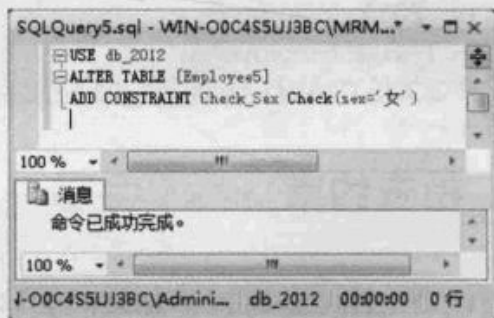 SQLQuery5.sql - WIN-O0C4S5UJ3BC\MRM...*
USE db_2012
ALTER TABLE [Employee5]
ADD CONSTRAINT Check_Sex Check(sex='女')
100 %
消息
命令已成功完成。
100 %
I-O0C4S5UJ3BC\Admini... db_2012 00:00:00 0 行